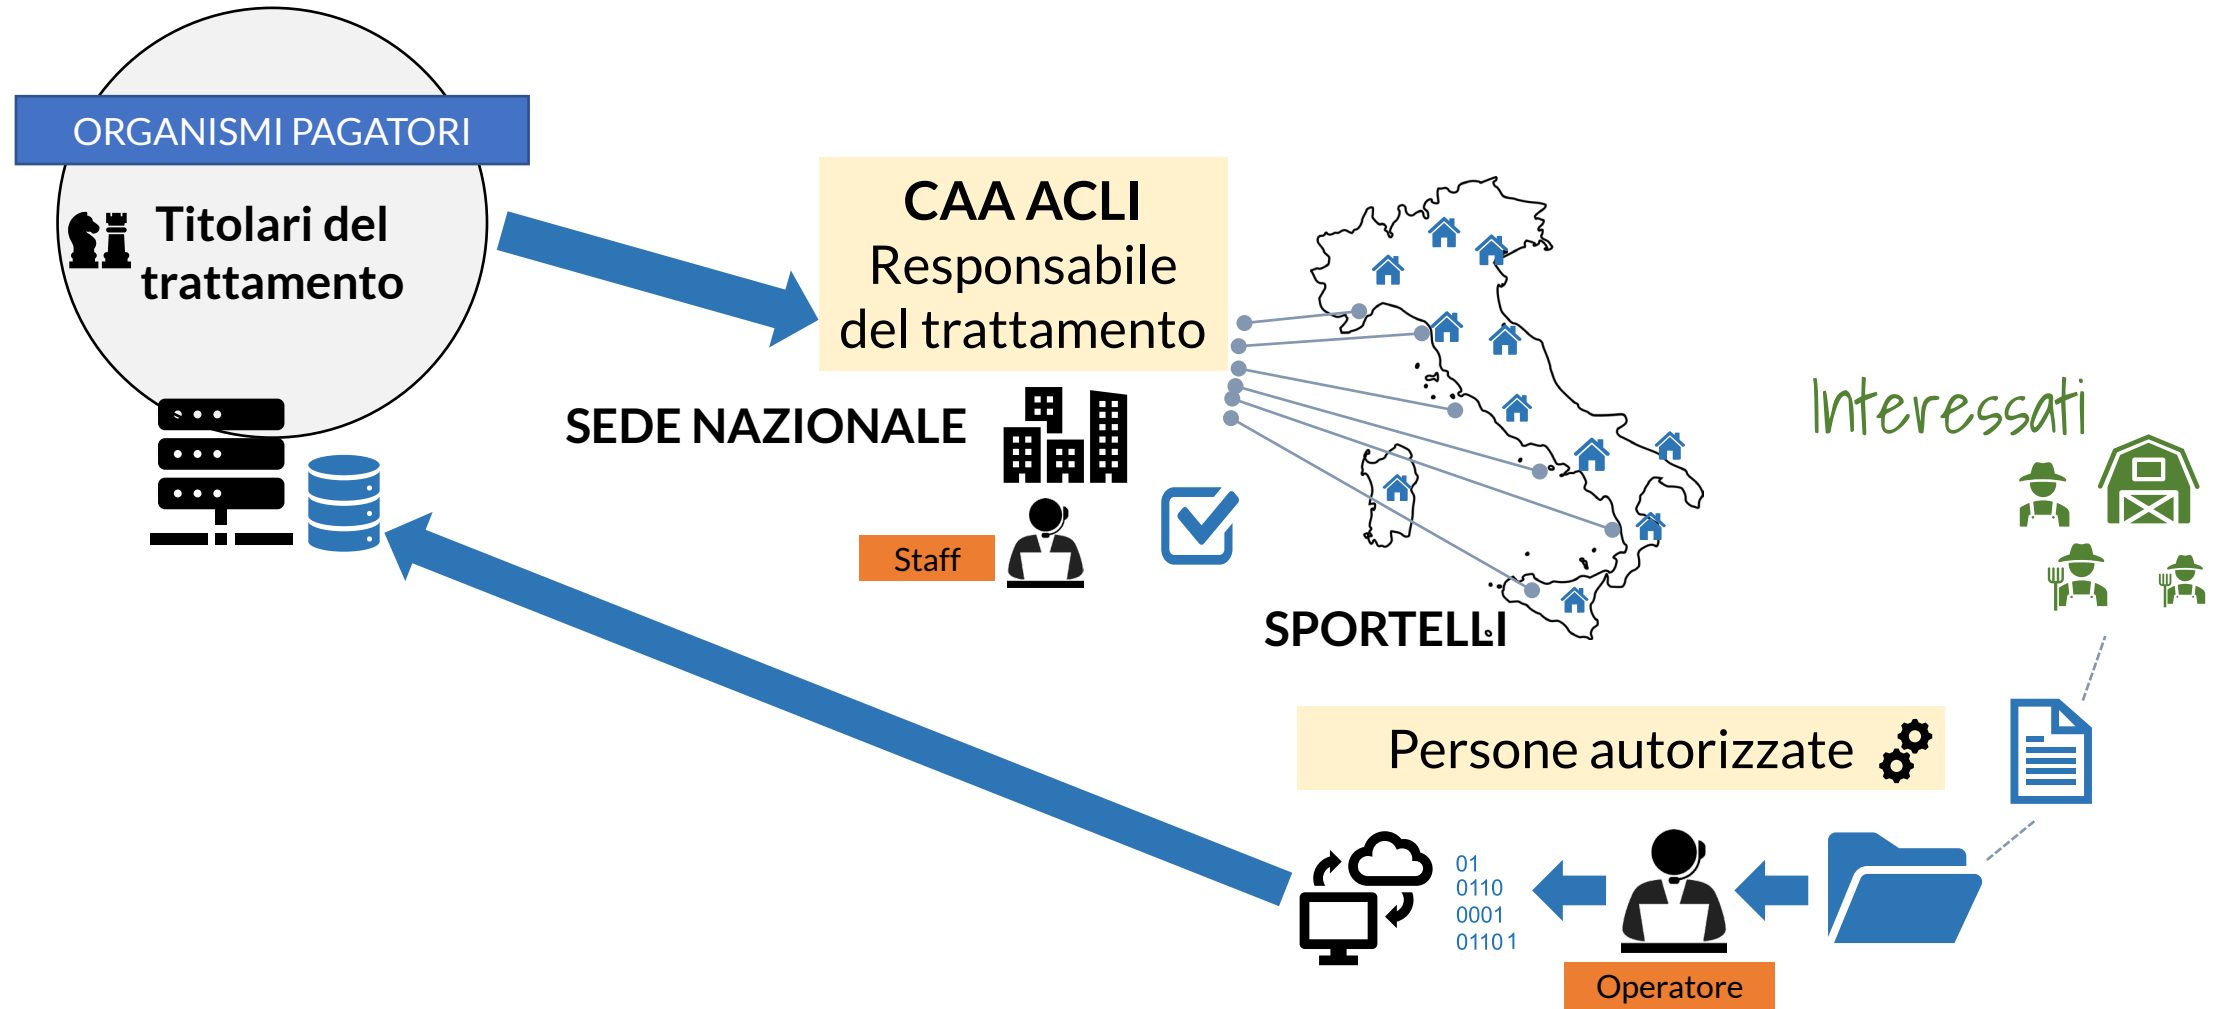 ORGANISMI PAGATORI
Titolari del
trattamento
CAA ACLI
Responsabile
del trattamento
SEDE NAZIONALE
Staff
SPORTELLI
Interessati
Persone autorizzate
01
0110
0001
01101
Operatore